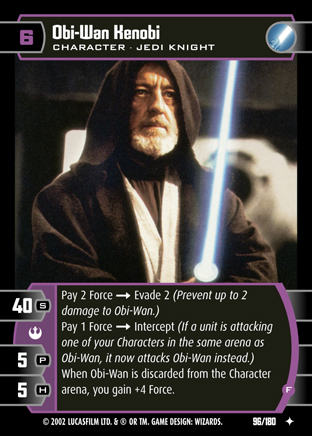 6
Obi-Wan Kenobi
CHARACTER · JEDI KNIGHT
40 S
5 P
5 H
Pay 2 Force → Evade 2 (Prevent up to 2
damage to Obi-Wan.)
Pay 1 Force → Intercept (If a unit is attacking
one of your Characters in the same arena as
Obi-Wan, it now attacks Obi-Wan instead.)
When Obi-Wan is discarded from the Character
arena, you gain +4 Force.
F
© 2002 LUCASFILM LTD. & ® OR TM. GAME DESIGN: WIZARDS.
96/180